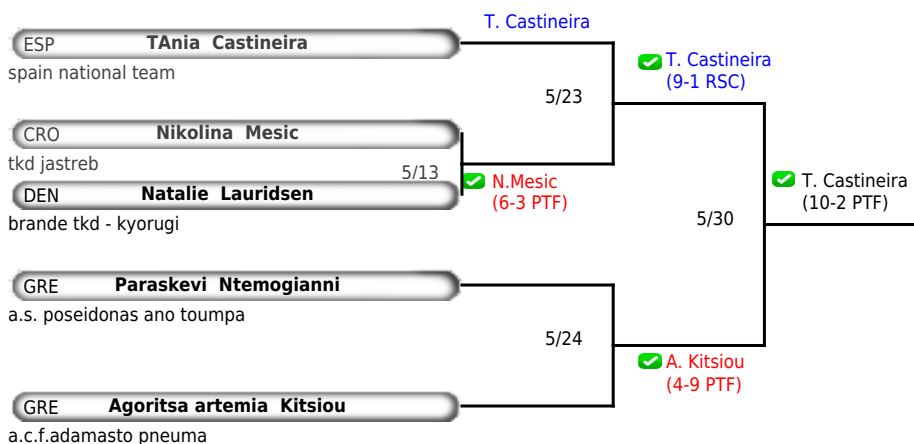 T. Castineira
ESP TAnia Castineira
spain national team
T. Castineira
(9-1 RSC)
5/23
CRO Nikolina Mesic
tkd jastreb
5/13
DEN Natalie Lauridsen
brande tkd - kyorugi
N.Mesic
(6-3 PTF)
T. Castineira
(10-2 PTF)
5/30
GRE Paraskevi Ntemogianni
a.s. poseidonas ano toumpa
5/24
A. Kitsiou
(4-9 PTF)
GRE Agoritsa artemia Kitsiou
a.c.f.adamasto pneuma